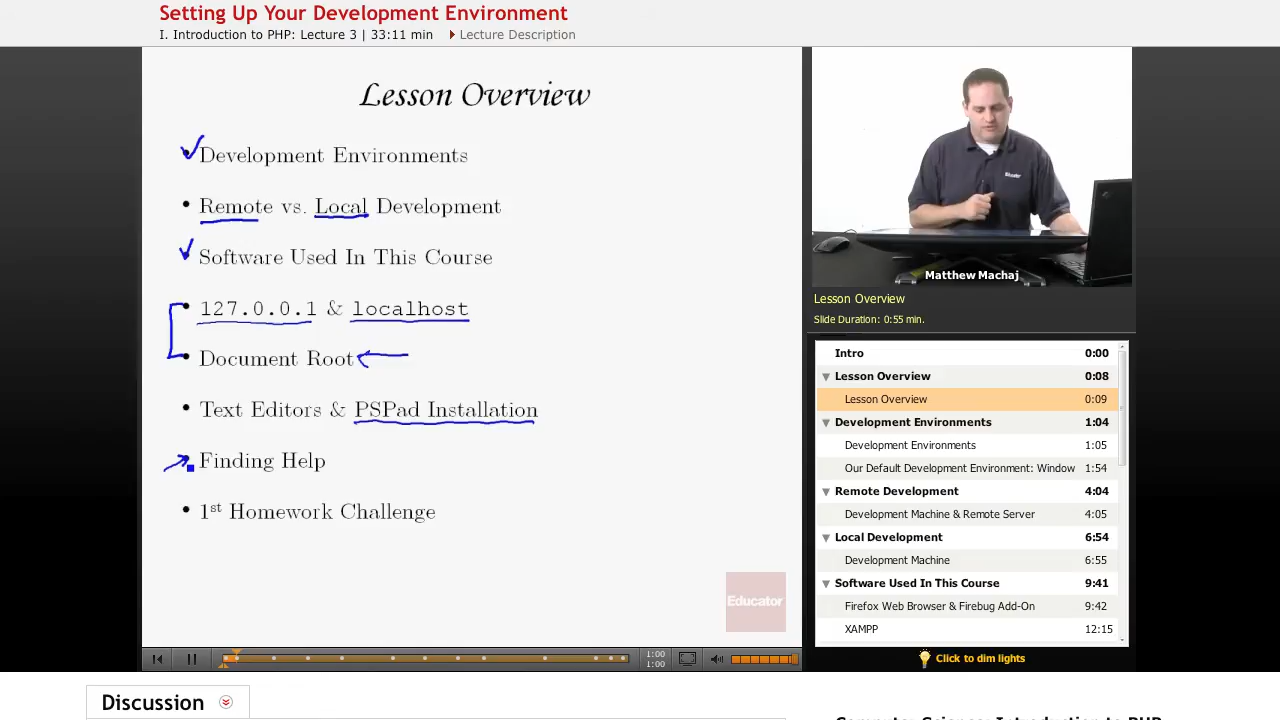 Setting Up Your Development Environment
I. Introduction to PHP: Lecture 3 | 33:11 min Lecture Description
Lesson Overview
• Development Environments
• Remote vs. Local Development
• Software Used In This Course
• 127.0.0.1 & localhost
• Document Root
• Text Editors & PSPad Installation
• Finding Help
• 1st Homework Challenge
Educator
1:00
1:00
Educator
Matthew Machaj
Lesson Overview
Slide Duration: 0:55 min.
Intro 0:00
Lesson Overview 0:08
Lesson Overview 0:09
Development Environments 1:04
Development Environments 1:05
Our Default Development Environment: Window 1:54
Remote Development 4:04
Development Machine & Remote Server 4:05
Local Development 6:54
Development Machine 6:55
Software Used In This Course 9:41
Firefox Web Browser & Firebug Add-On 9:42
XAMPP 12:15
Click to dim lights
Discussion
Computer Science: Introduction to PHP